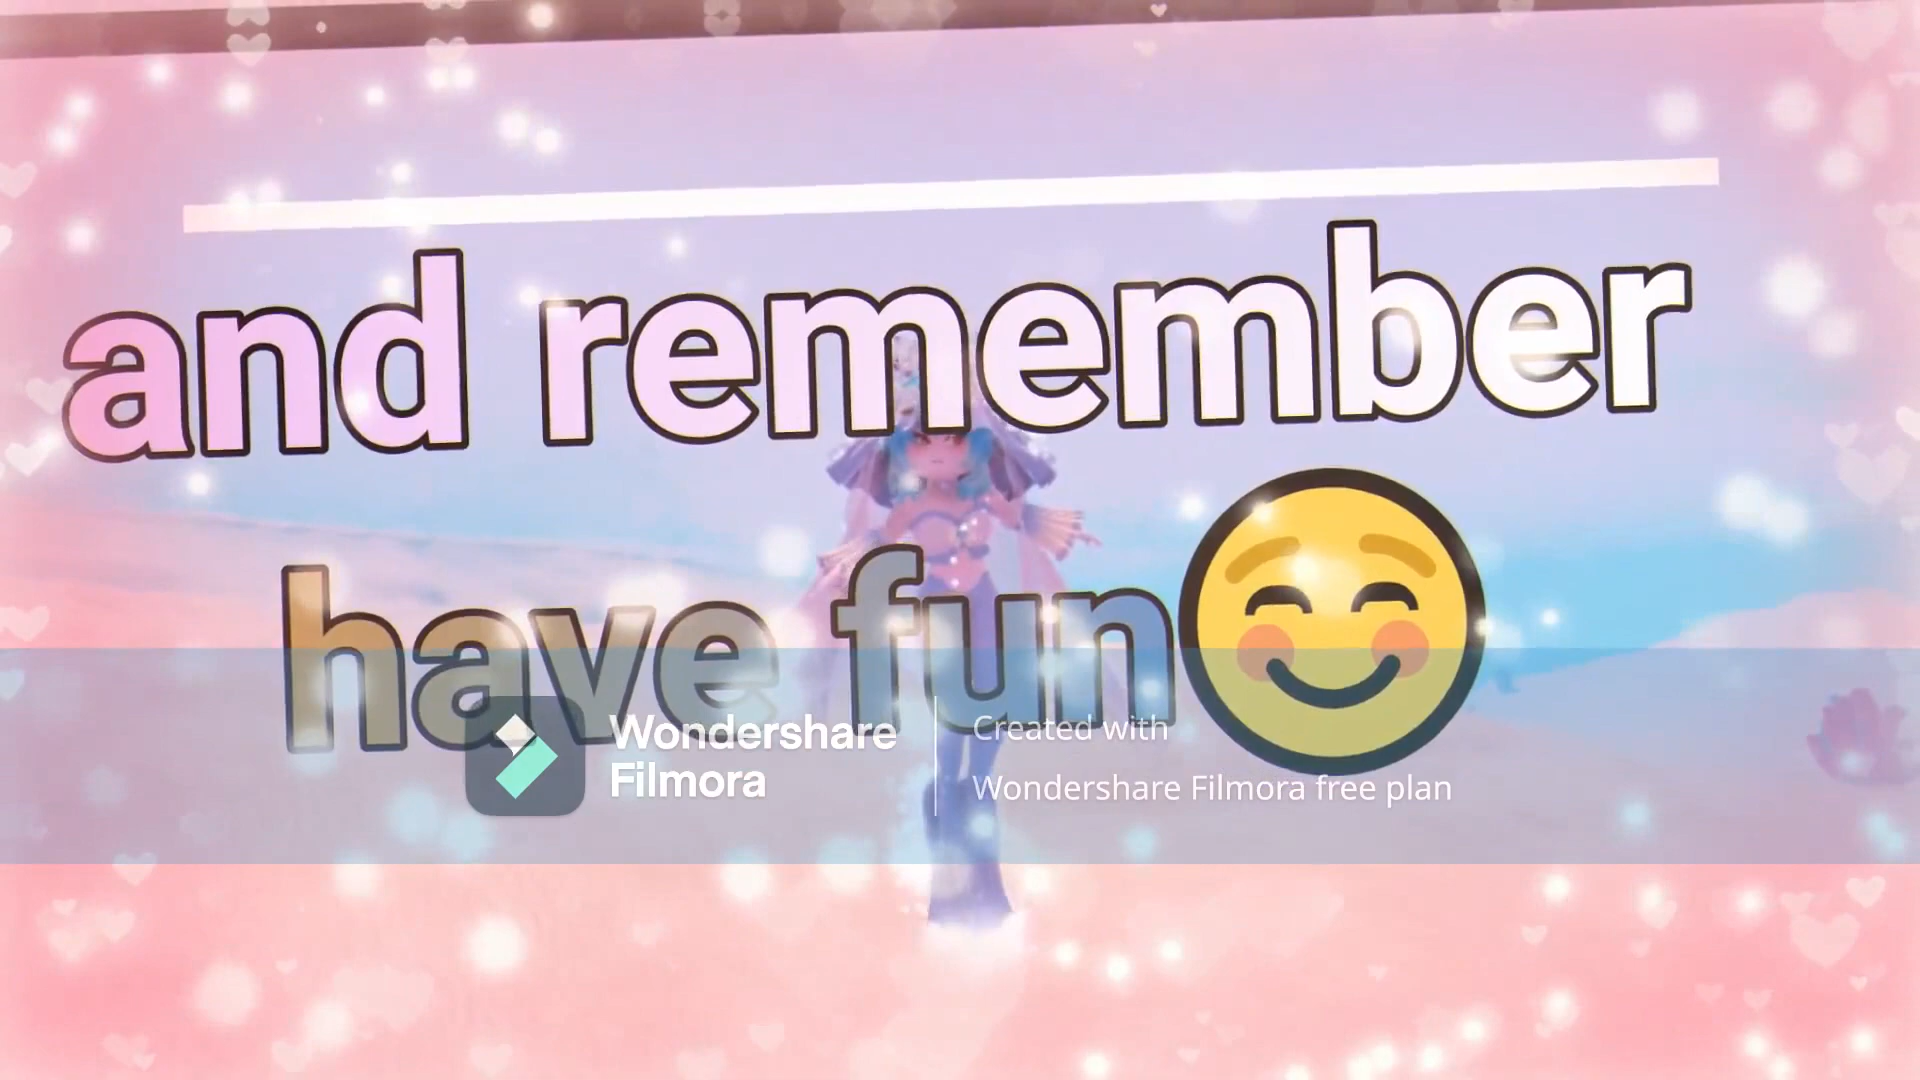 and remember
have fun😊
Wondershare
Filmora
Created with
Wondershare Filmora free plan